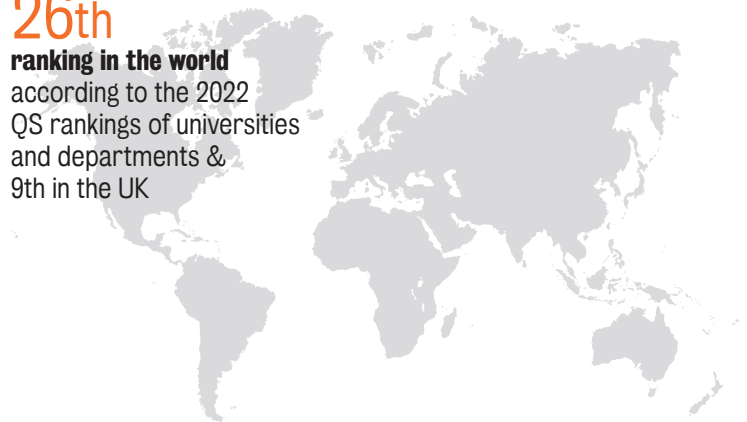 26th
ranking in the world
according to the 2022
QS rankings of universities
and departments &
9th in the UK